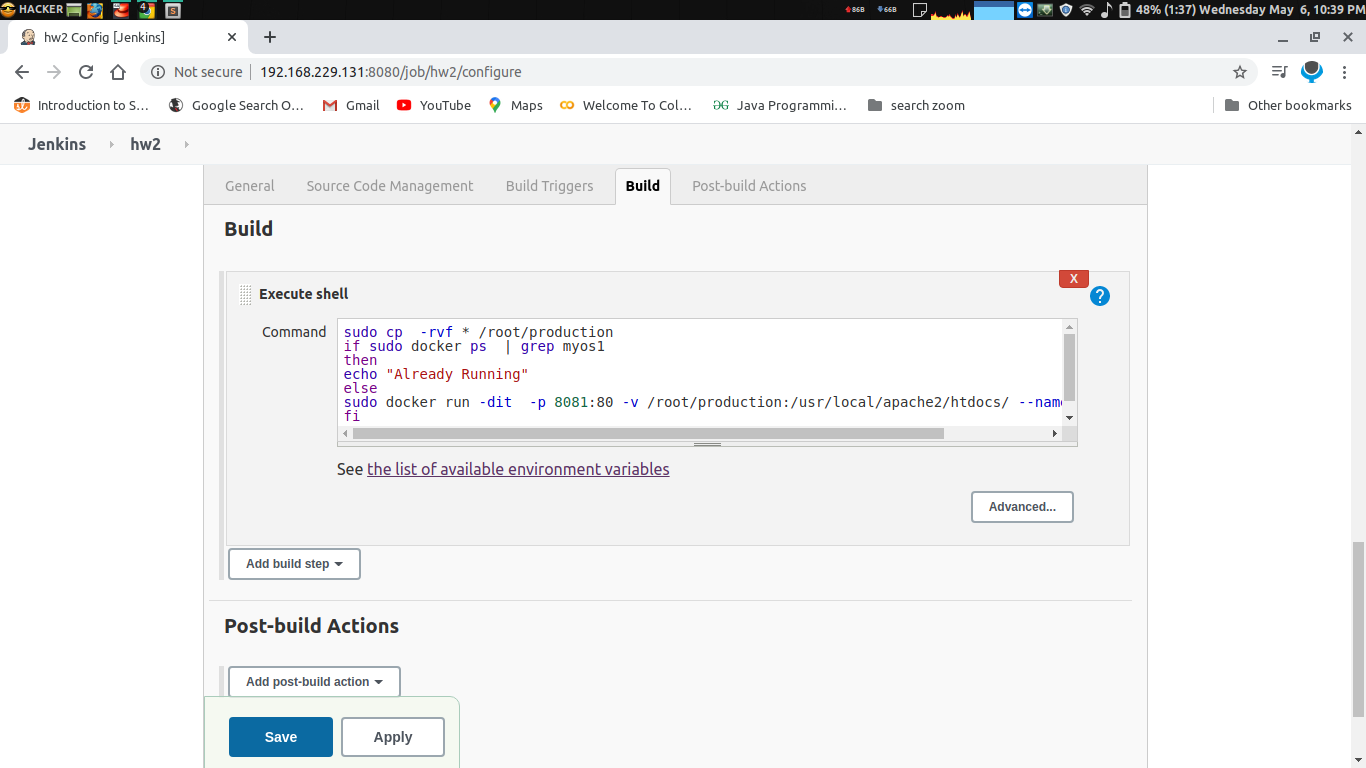 HACKER
86B
66B
48% (1:37) Wednesday May 6, 10:39 PM
hw2 Config [Jenkins]
Not secure
192.168.229.131:8080/job/hw2/configure
Introduction to S…
Google Search O…
Gmail
YouTube
Maps
Welcome To Col…
Java Programmi…
search zoom
Other bookmarks
Jenkins
hw2
General
Source Code Management
Build Triggers
Build
Post-build Actions
Build
X
Execute shell
?
Command
sudo cp  -rvf * /root/production
if sudo docker ps  | grep myos1
then
echo "Already Running"
else
sudo docker run -dit  -p 8081:80 -v /root/production:/usr/local/apache2/htdocs/ --name
fi
See the list of available environment variables
Advanced...
Add build step
Post-build Actions
Add post-build action
Save
Apply